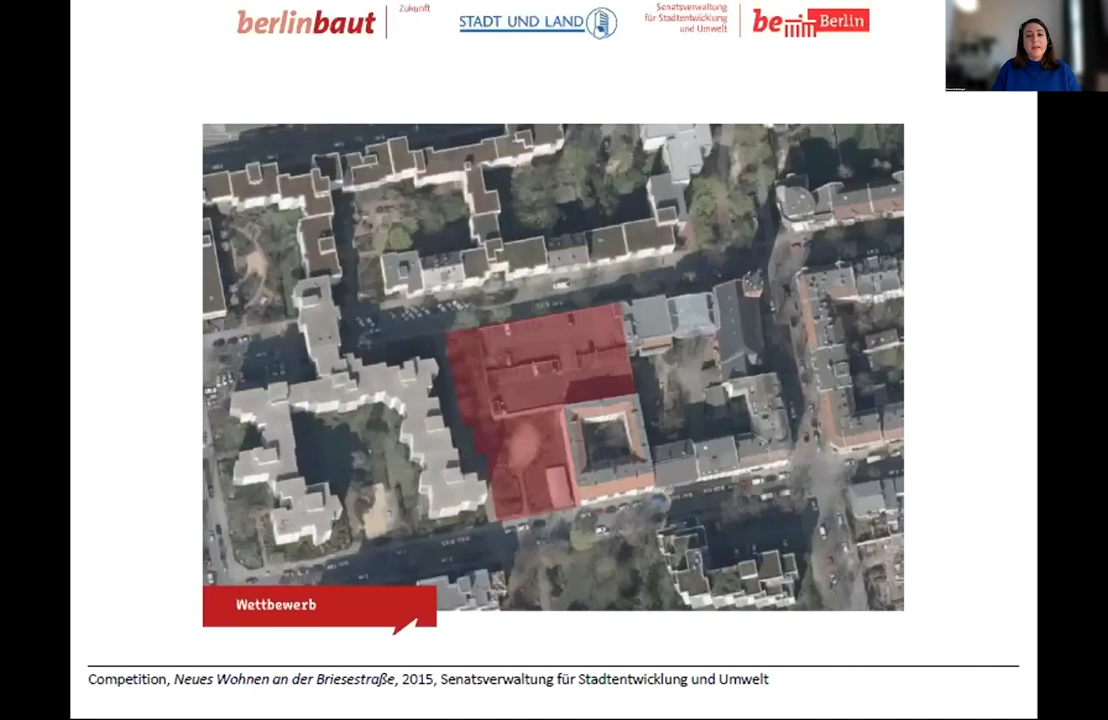 berlinbaut
Zukunft
STADT UND LAND
Senatsverwaltung
für Stadtentwicklung
und Umwelt
be Berlin
Wettbewerb
Competition, Neues Wohnen an der Briesestraße, 2015, Senatsverwaltung für Stadtentwicklung und Umwelt